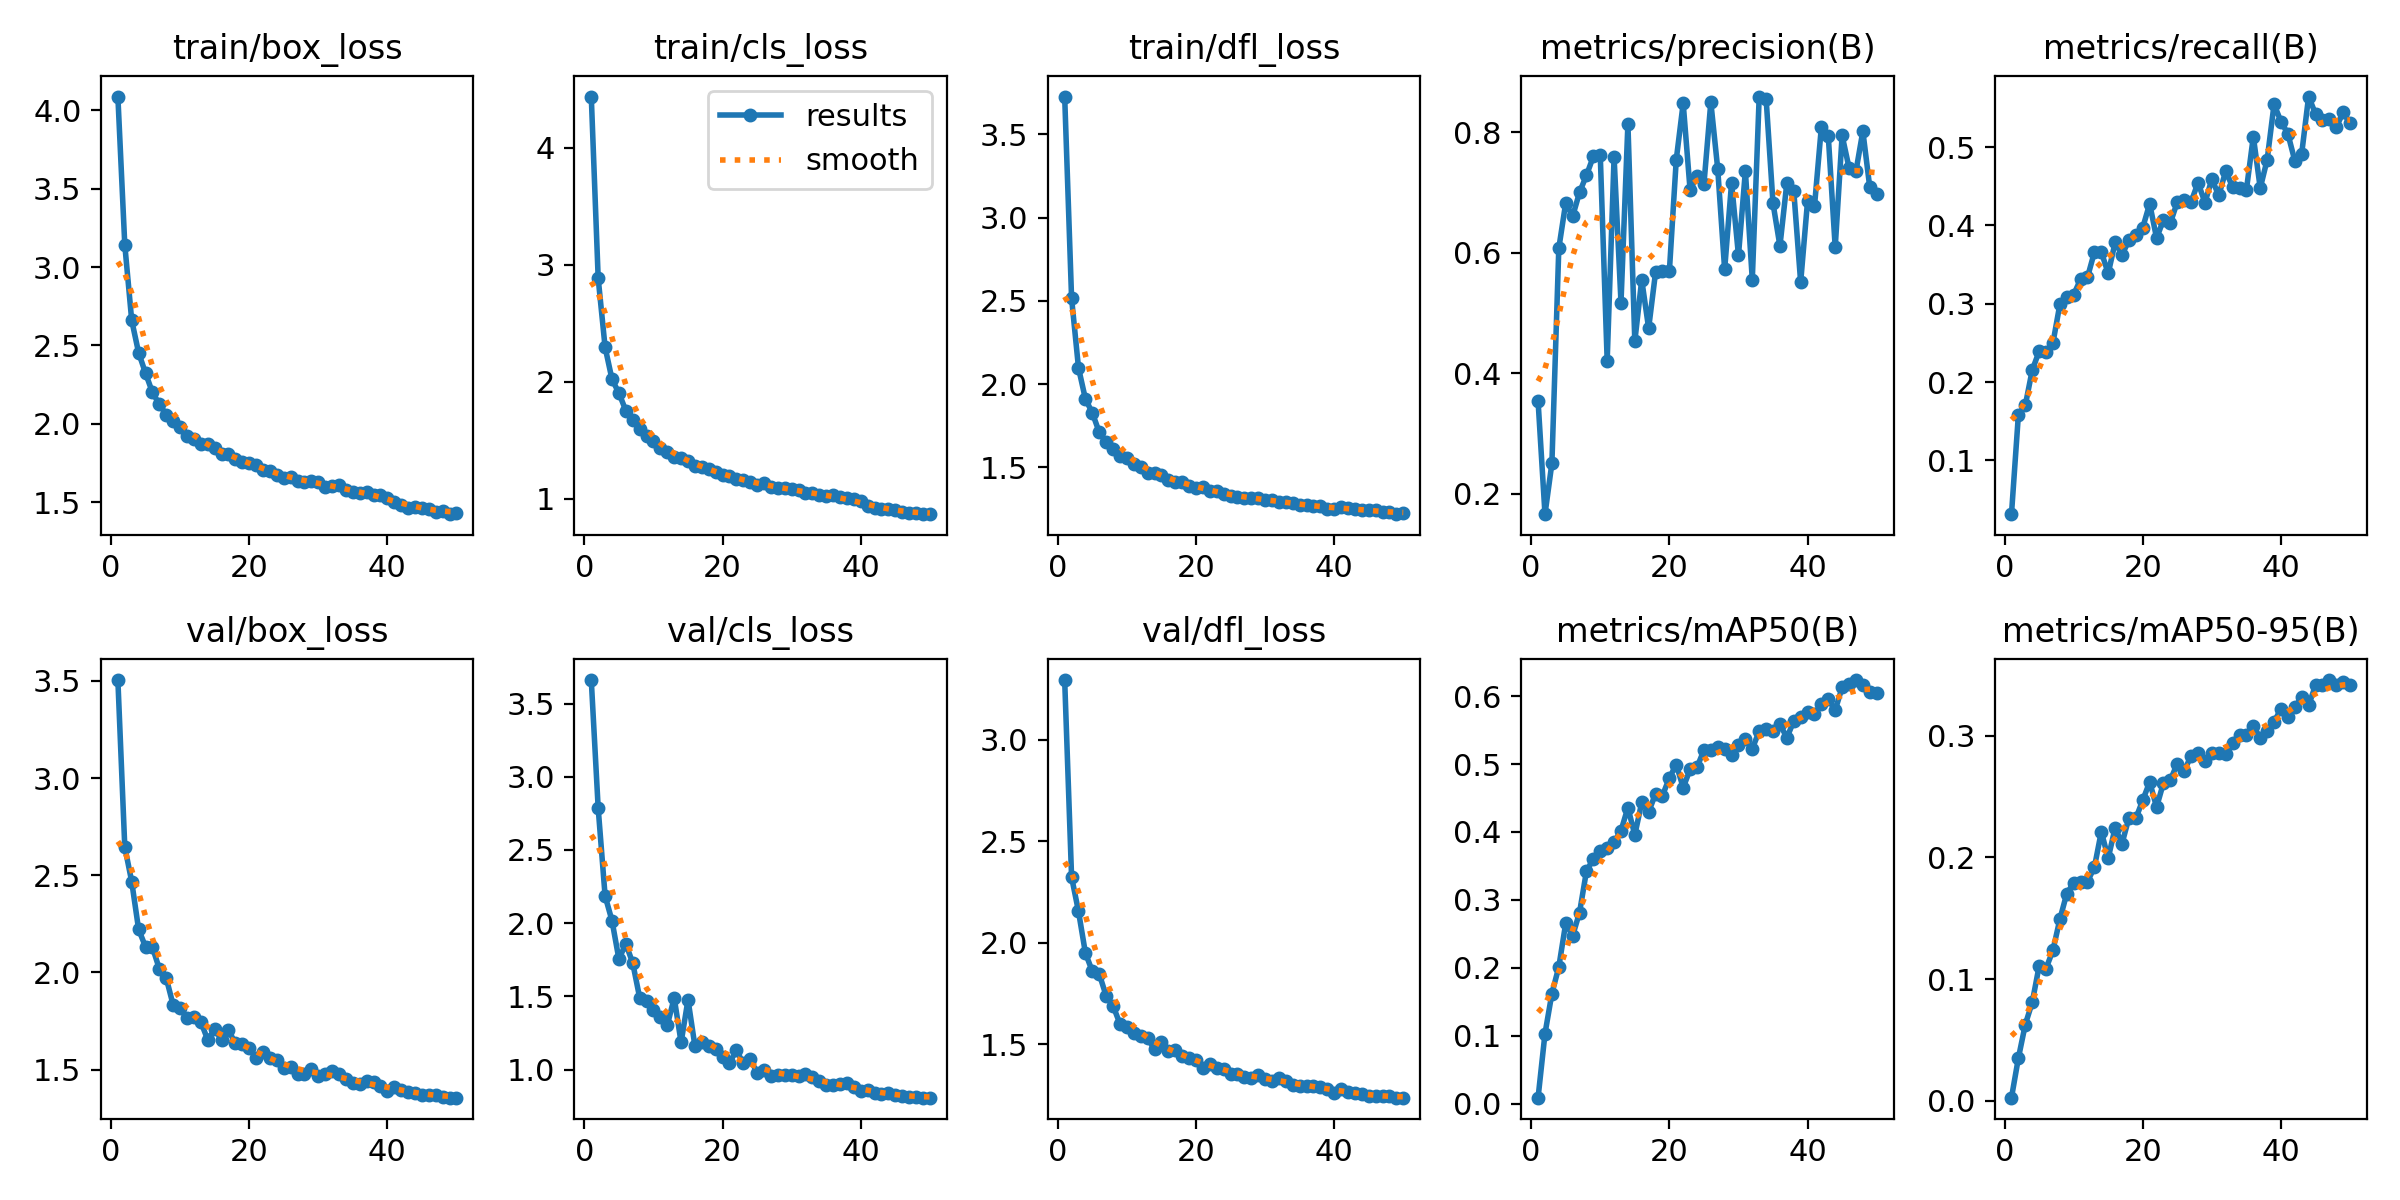 train/box_loss
4.0
3.5
3.0
2.5
2.0
1.5
0 20 40
train/cls_loss
results
smooth
4
3
2
1
0 20 40
train/dfl_loss
3.5
3.0
2.5
2.0
1.5
0 20 40
metrics/precision(B)
0.8
0.6
0.4
0.2
0 20 40
metrics/recall(B)
0.5
0.4
0.3
0.2
0.1
0 20 40
val/box_loss
3.5
3.0
2.5
2.0
1.5
0 20 40
val/cls_loss
3.5
3.0
2.5
2.0
1.5
1.0
0 20 40
val/dfl_loss
3.0
2.5
2.0
1.5
0 20 40
metrics/mAP50(B)
0.6
0.5
0.4
0.3
0.2
0.1
0.0
0 20 40
metrics/mAP50-95(B)
0.3
0.2
0.1
0.0
0 20 40